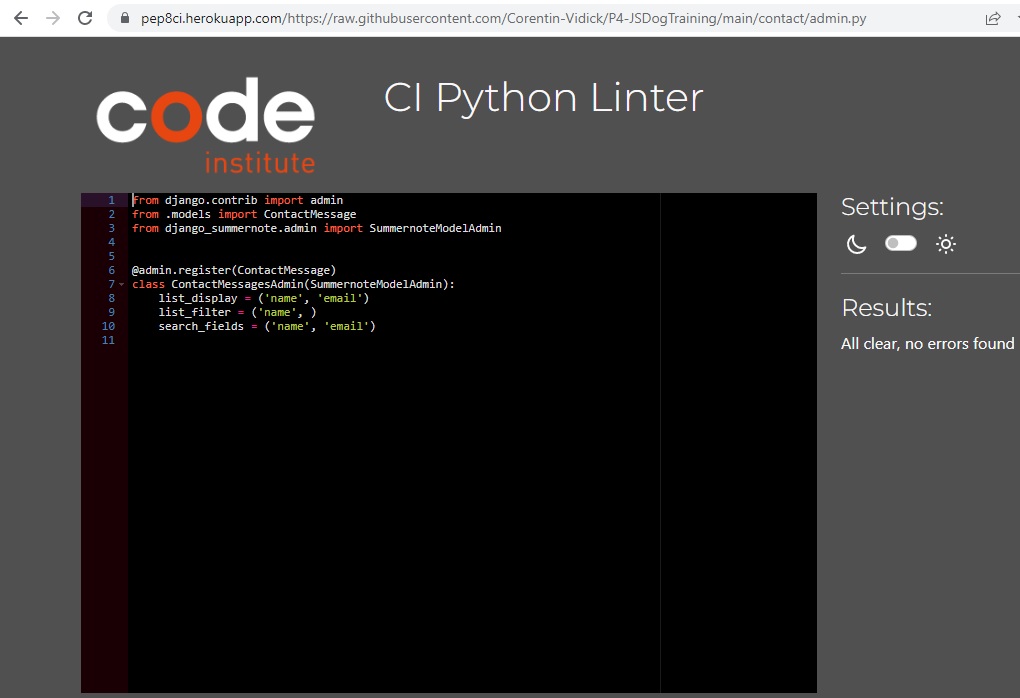 pep8ci.herokuapp.com/https://raw.githubusercontent.com/Corentin-Vidick/P4-JSDogTraining/main/contact/admin.py
code
institute
CI Python Linter
1 from django.contrib import admin
2 from .models import ContactMessage
3 from django_summernote.admin import SummernoteModelAdmin
4
5
6 @admin.register(ContactMessage)
7 class ContactMessagesAdmin(SummernoteModelAdmin):
8     list_display = ('name', 'email')
9     list_filter = ('name', )
10     search_fields = ('name', 'email')
11
Settings:
Results:
All clear, no errors found